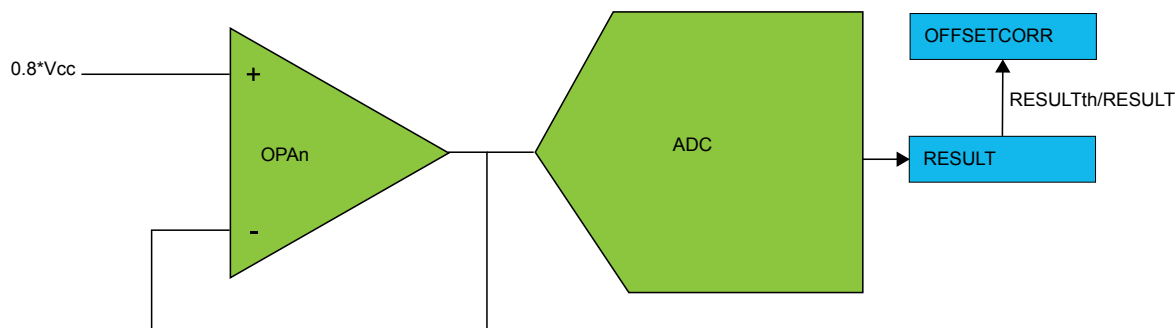 0.8*Vcc
+
OPAn
-
ADC
OFFSETCORR
RESULTth/RESULT
RESULT